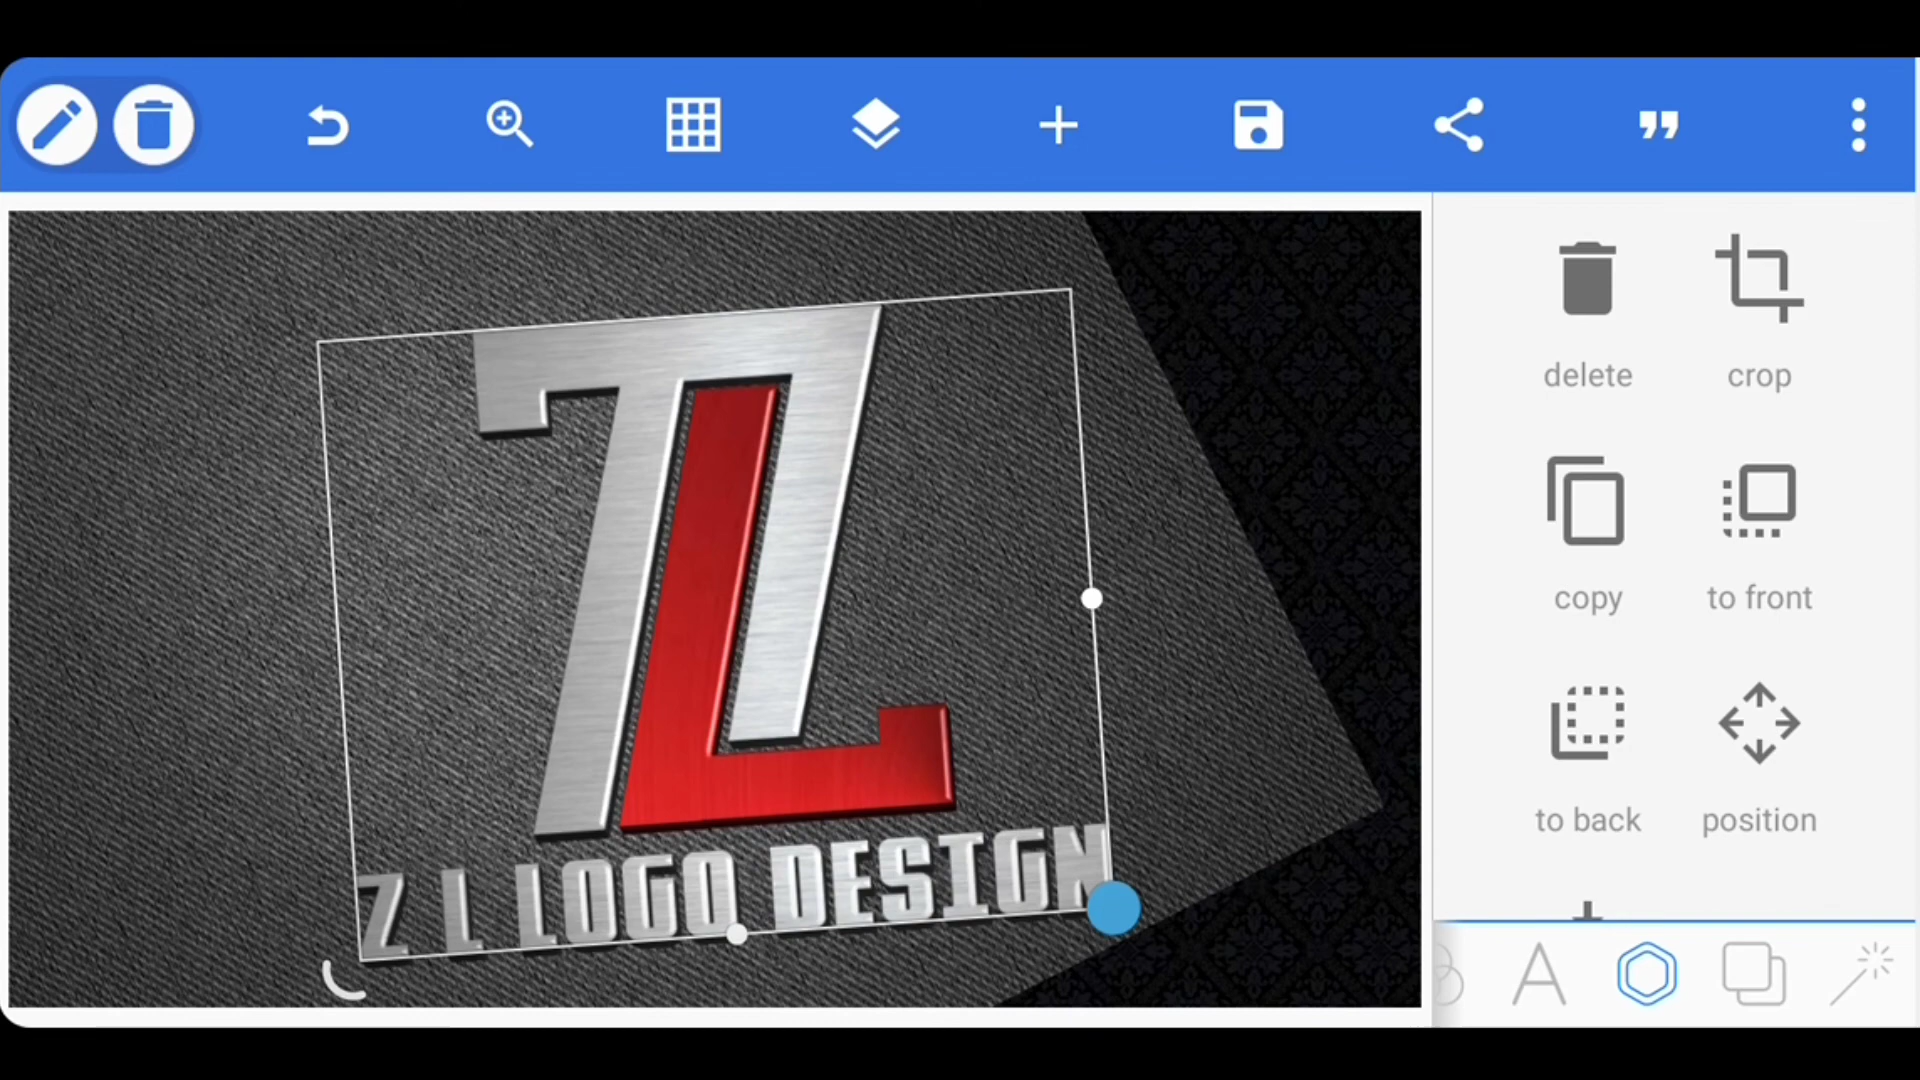 delete
crop
copy
to front
to back
position
ZL
Z L LOGO DESIGN